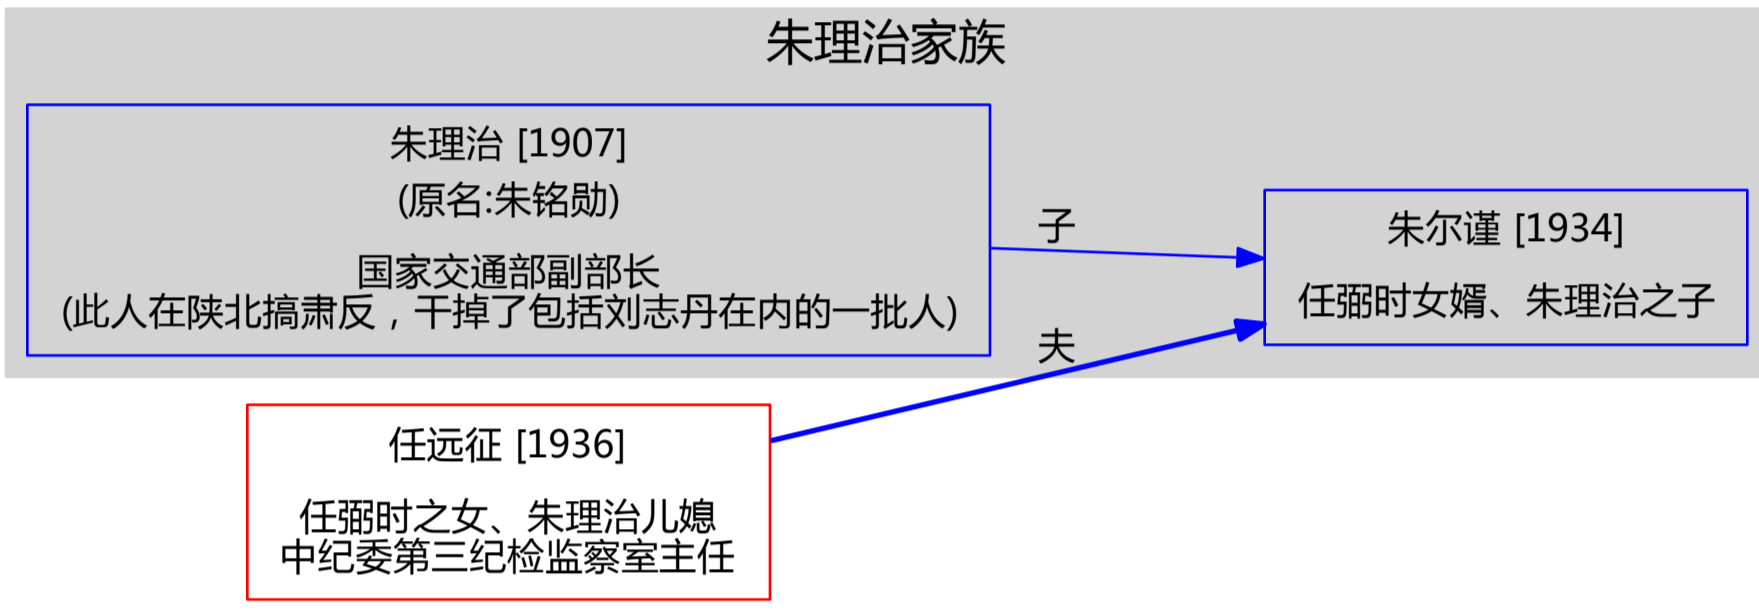 朱理治家族
朱理治 [1907]
(原名:朱铭勋)
国家交通部副部长
(此人在陕北搞肃反，干掉了包括刘志丹在内的一批人)
子
朱尔谨 [1934]
任弼时女婿、朱理治之子
夫
任远征 [1936]
任弼时之女、朱理治儿媳
中纪委第三纪检监察室主任